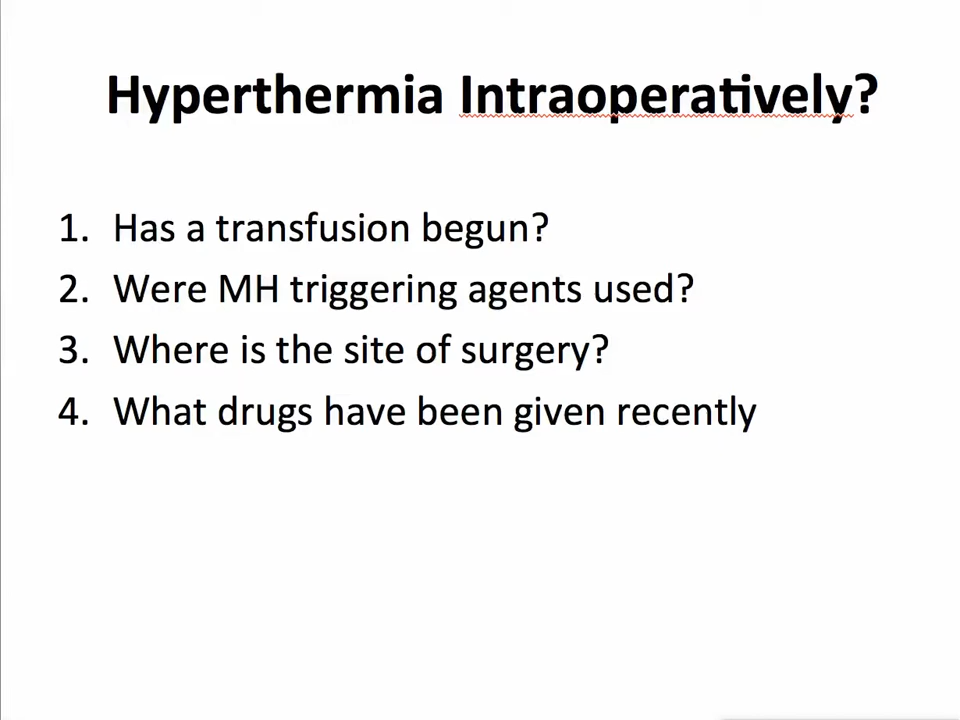 Hyperthermia Intraoperatively?
1. Has a transfusion begun?
2. Were MH triggering agents used?
3. Where is the site of surgery?
4. What drugs have been given recently